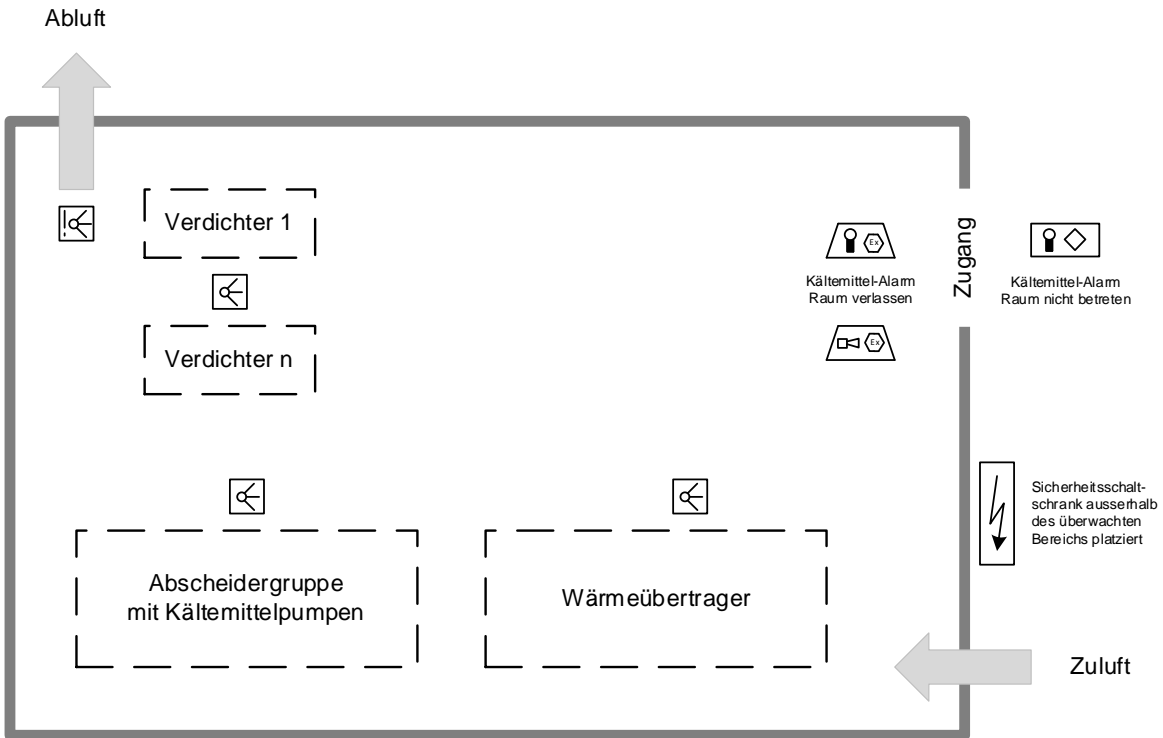 Abluft
Verdichter 1
Verdichter n
Ex
Kältemittel-Alarm
Raum verlassen
Ex
Zugang
Kältemittel-Alarm
Raum nicht betreten
Sicherheitsschalt-
schrank ausserhalb
des überwachten
Bereichs platziert
Abscheidergruppe
mit Kältemittelpumpen
Wärmeübertrager
Zuluft